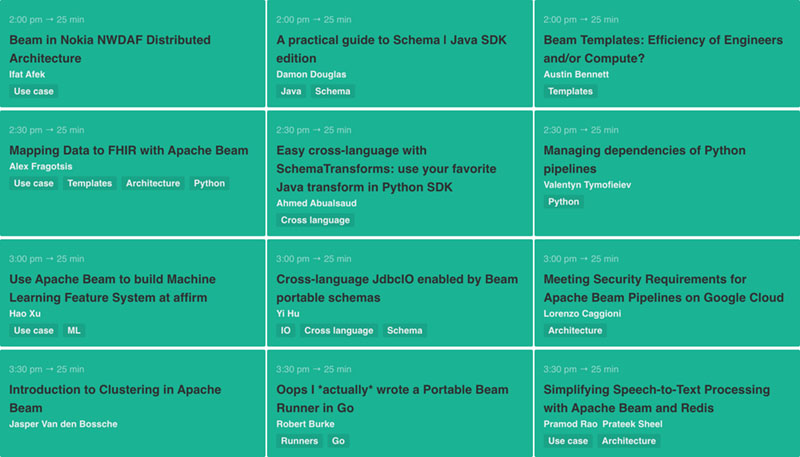 2:00 pm → 25 min
Beam in Nokia NWDAF Distributed
Architecture
Ifat Afek
Use case
2:00 pm → 25 min
A practical guide to Schema | Java SDK
edition
Damon Douglas
Java Schema
2:00 pm → 25 min
Beam Templates: Efficiency of Engineers
and/or Compute?
Austin Bennett
Templates
2:30 pm → 25 min
Mapping Data to FHIR with Apache Beam
Alex Fragotsis
Use case Templates Architecture Python
2:30 pm → 25 min
Easy cross-language with
SchemaTransforms: use your favorite
Java transform in Python SDK
Ahmed Abualsaud
Cross language
2:30 pm → 25 min
Managing dependencies of Python
pipelines
Valentyn Tymofieiev
Python
3:00 pm → 25 min
Use Apache Beam to build Machine
Learning Feature System at affirm
Hao Xu
Use case ML
3:00 pm → 25 min
Cross-language JdbcIO enabled by Beam
portable schemas
Yi Hu
IO Cross language Schema
3:00 pm → 25 min
Meeting Security Requirements for
Apache Beam Pipelines on Google Cloud
Lorenzo Caggioni
Architecture
3:30 pm → 25 min
Introduction to Clustering in Apache
Beam
Jasper Van den Bossche
3:30 pm → 25 min
Oops I *actually* wrote a Portable Beam
Runner in Go
Robert Burke
Runners Go
3:30 pm → 25 min
Simplifying Speech-to-Text Processing
with Apache Beam and Redis
Pramod Rao Prateek Sheel
Use case Architecture